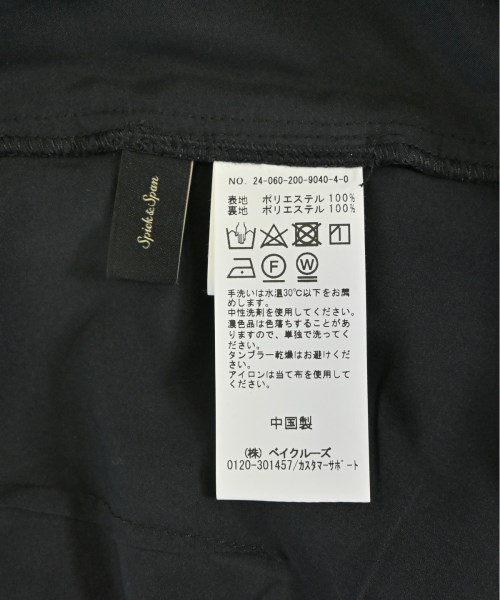 Spick & Span
NO. 24-060-200-9040-4-0
表地 ポリエステル 100%
裏地 ポリエステル 100%
F
W
手洗いは水温30℃以下をお薦
めします。
中性洗剤を使用してください。
濃色品は色落ちすることがあ
りますので、単独で洗ってく
ださい。
タンブラー乾燥はお避けくだ
さい。
アイロンは当て布を使用して
ください。
中国製
(株) ベイクルーズ
0120-301457/カスタマーサポート